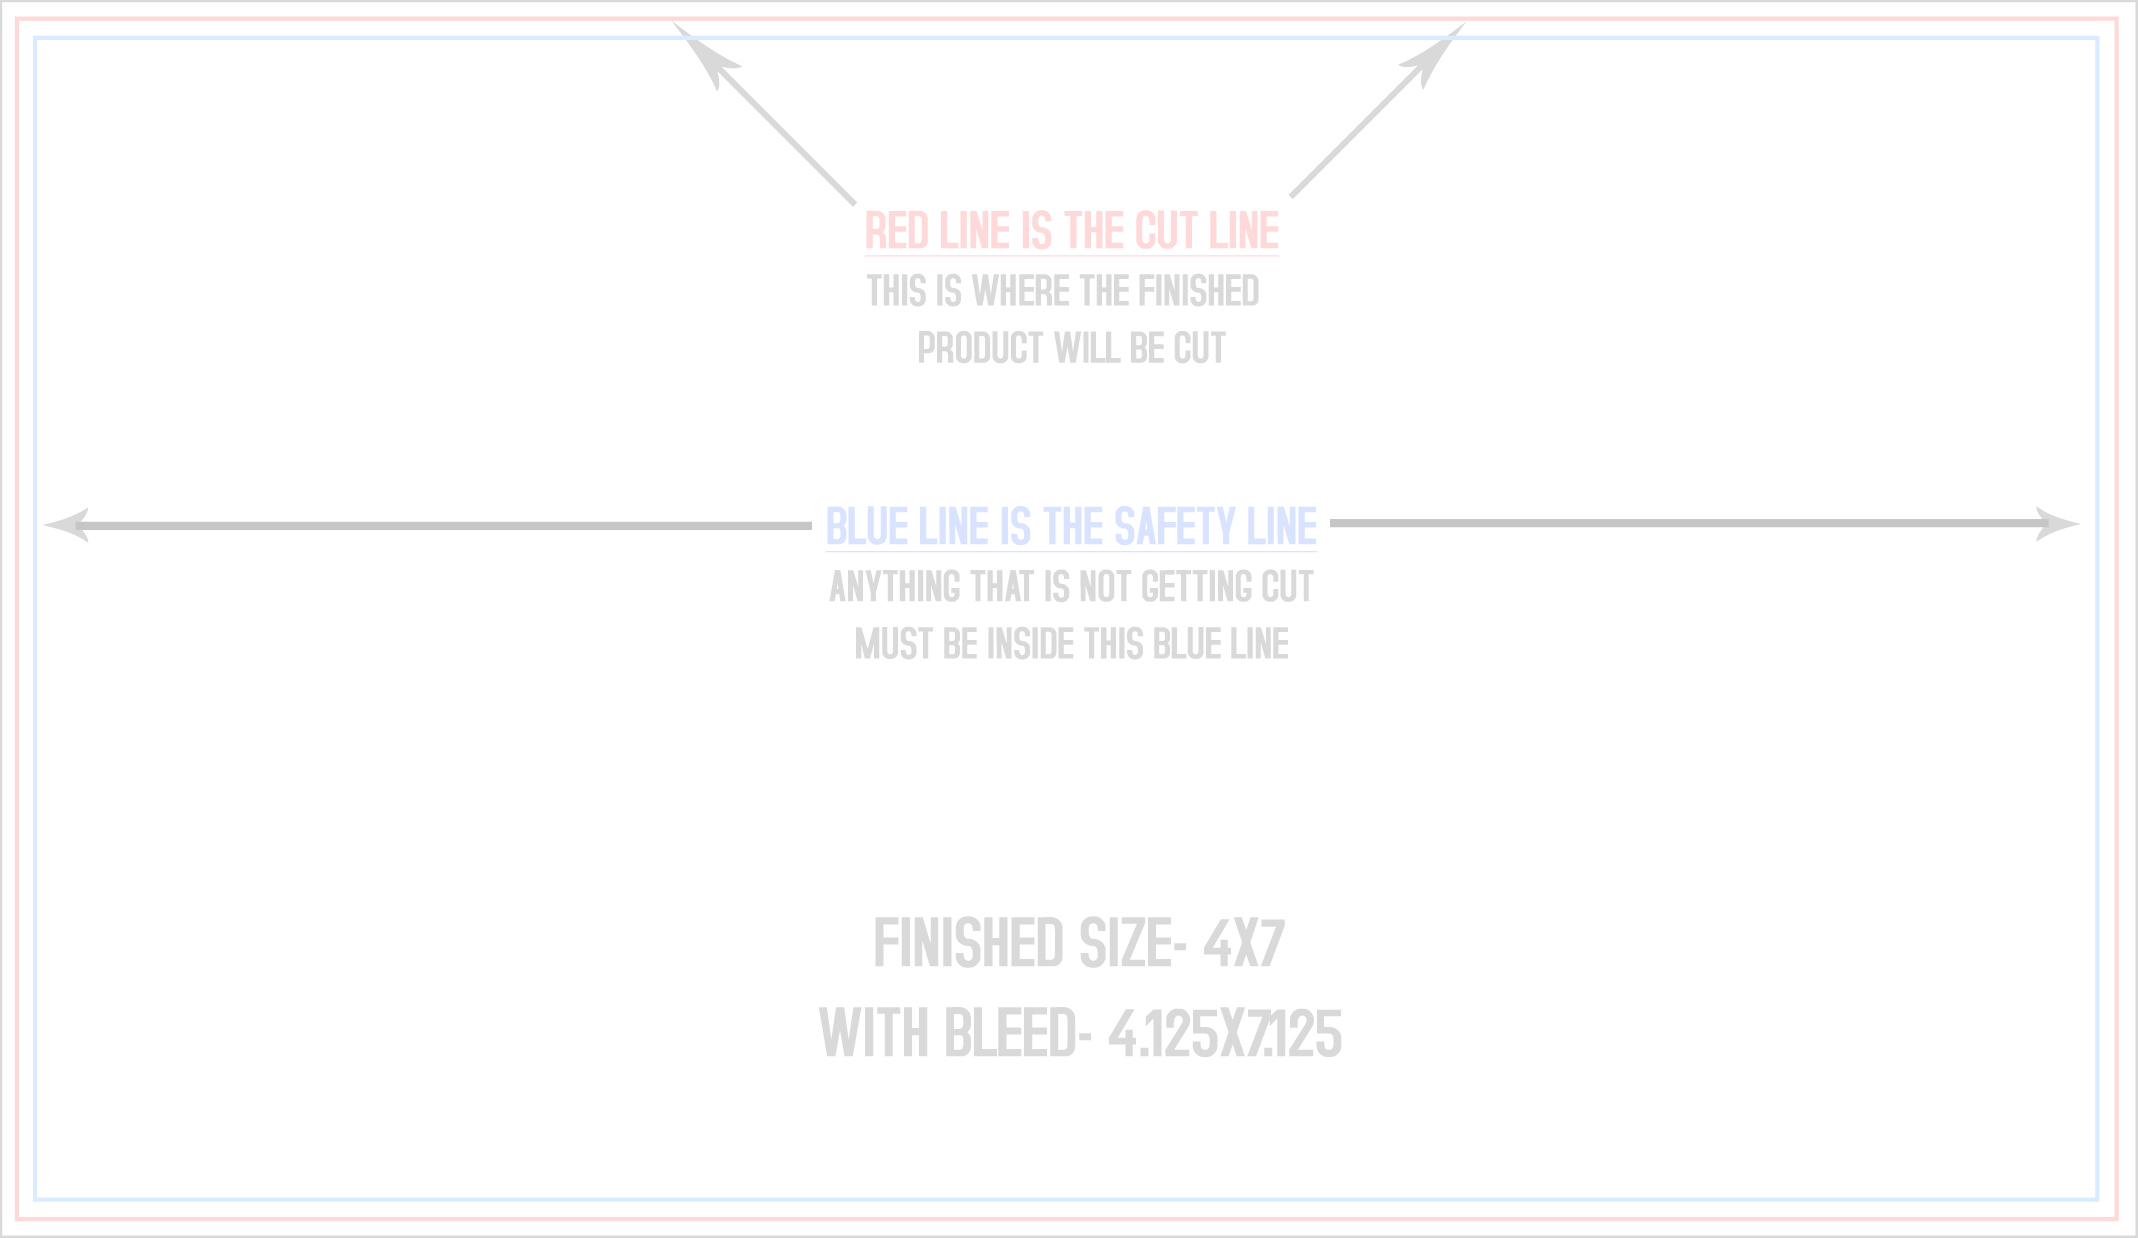 RED LINE IS THE CUT LINE
THIS IS WHERE THE FINISHED
PRODUCT WILL BE CUT
BLUE LINE IS THE SAFETY LINE
ANYTHING THAT IS NOT GETTING CUT
MUST BE INSIDE THIS BLUE LINE
FINISHED SIZE- 4X7
WITH BLEED- 4.125X7.125